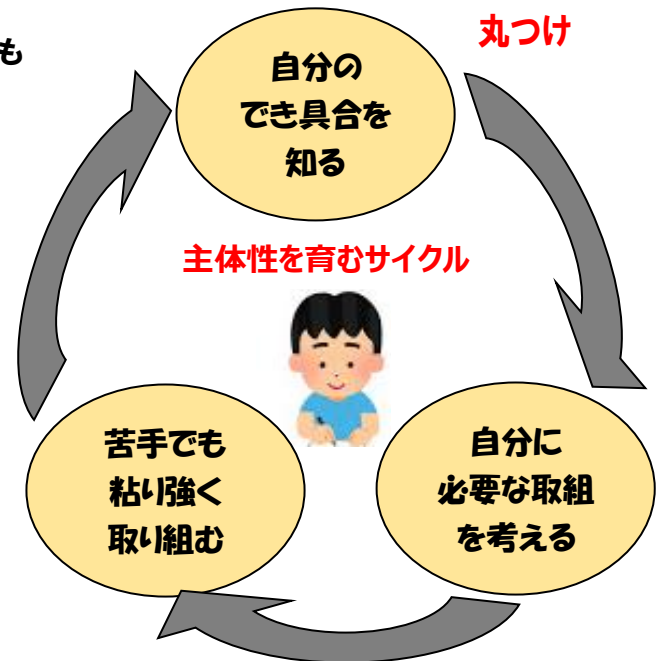 も
丸つけ
自分の
でき具合を
知る
主体性を育むサイクル
苦手でも
粘り強く
取り組む
自分に
必要な取組
を考える